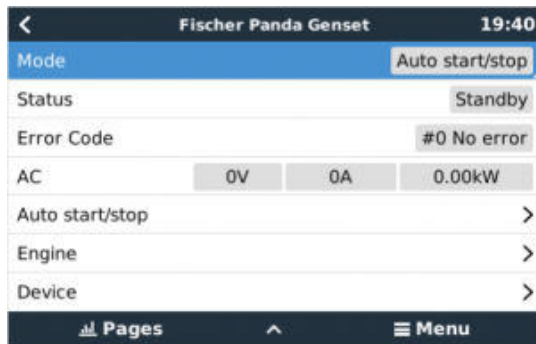 Fischer Panda Genset 19:40
Mode Auto start/stop
Status Standby
Error Code #0 No error
AC 0V 0A 0.00kW
Auto start/stop
Engine
Device
Pages Menu